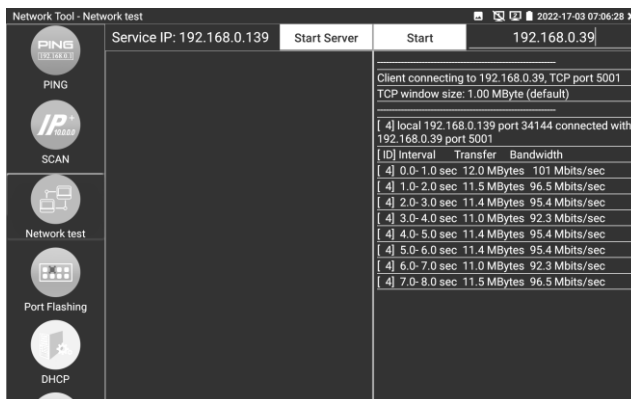 Network Tool - Network test
2022-17-03 07:06:28
PING
192.168.0.1
PING
IP+
10.0.0.0
SCAN
Network test
Port Flashing
DHCP
Service IP: 192.168.0.139
Start Server
Start
192.168.0.39
Client connecting to 192.168.0.39, TCP port 5001
TCP window size: 1.00 MByte (default)
[ 4] local 192.168.0.139 port 34144 connected with
192.168.0.39 port 5001
[ ID] Interval Transfer Bandwidth
[ 4] 0.0- 1.0 sec 12.0 MBytes 101 Mbits/sec
[ 4] 1.0- 2.0 sec 11.5 MBytes 96.5 Mbits/sec
[ 4] 2.0- 3.0 sec 11.4 MBytes 95.4 Mbits/sec
[ 4] 3.0- 4.0 sec 11.0 MBytes 92.3 Mbits/sec
[ 4] 4.0- 5.0 sec 11.4 MBytes 95.4 Mbits/sec
[ 4] 5.0- 6.0 sec 11.4 MBytes 95.4 Mbits/sec
[ 4] 6.0- 7.0 sec 11.0 MBytes 92.3 Mbits/sec
[ 4] 7.0- 8.0 sec 11.5 MBytes 96.5 Mbits/sec